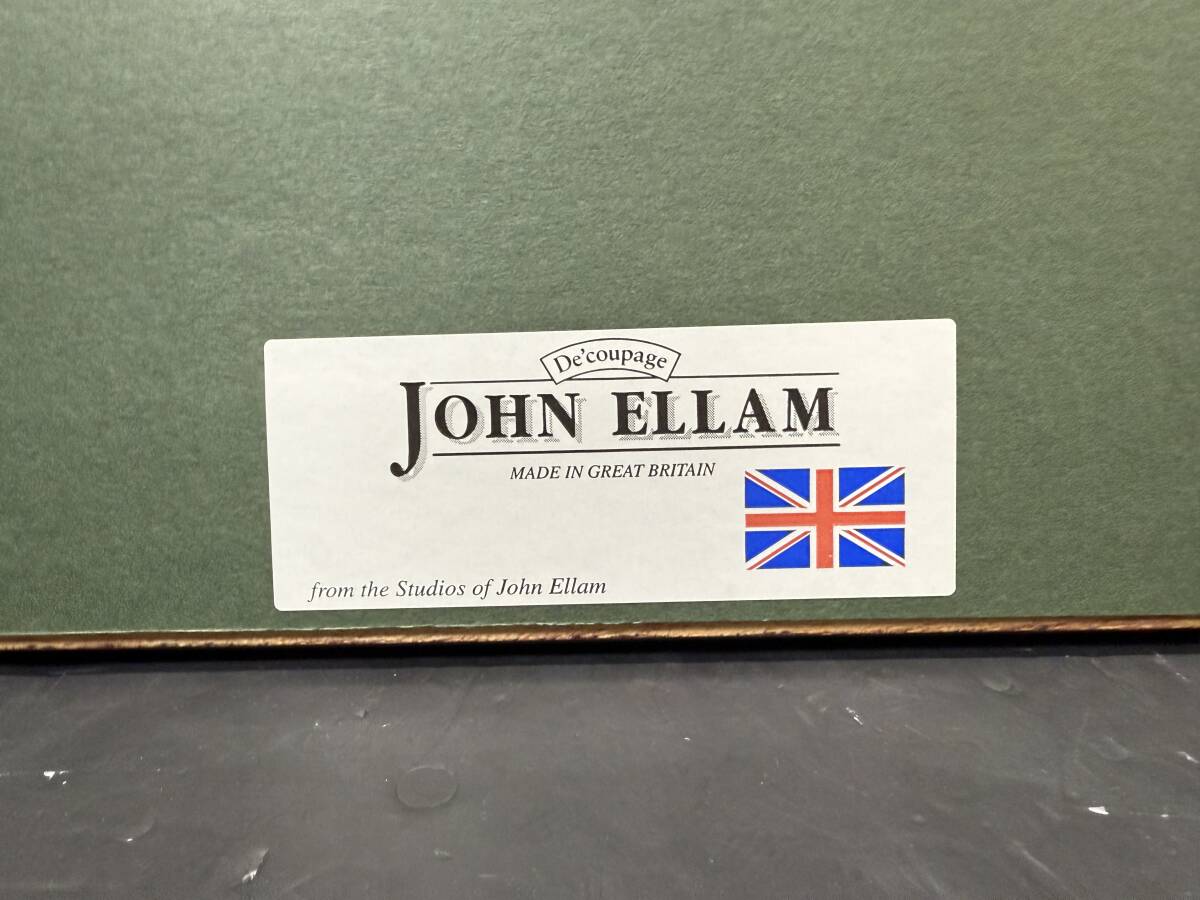 De'coupage
JOHN ELLAM
MADE IN GREAT BRITAIN
from the Studios of John Ellam